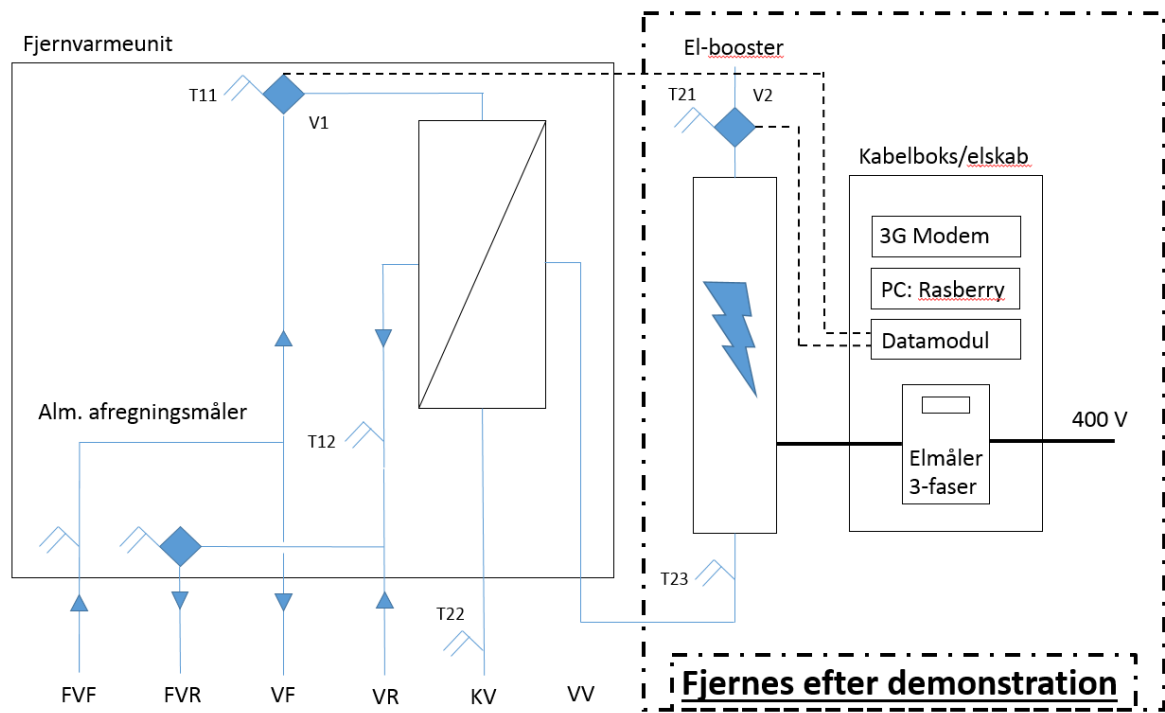 Fjernvarmeunit
T11
V1
T12
Alm. afregningsmåler
T22
FVF
FVR
VF
VR
KV
VV
El-booster
T21
V2
T23
Kabelboks/elskab
3G Modem
PC: Rasberry
Datamodul
Elmåler
3-faser
400 V
Fjernes efter demonstration